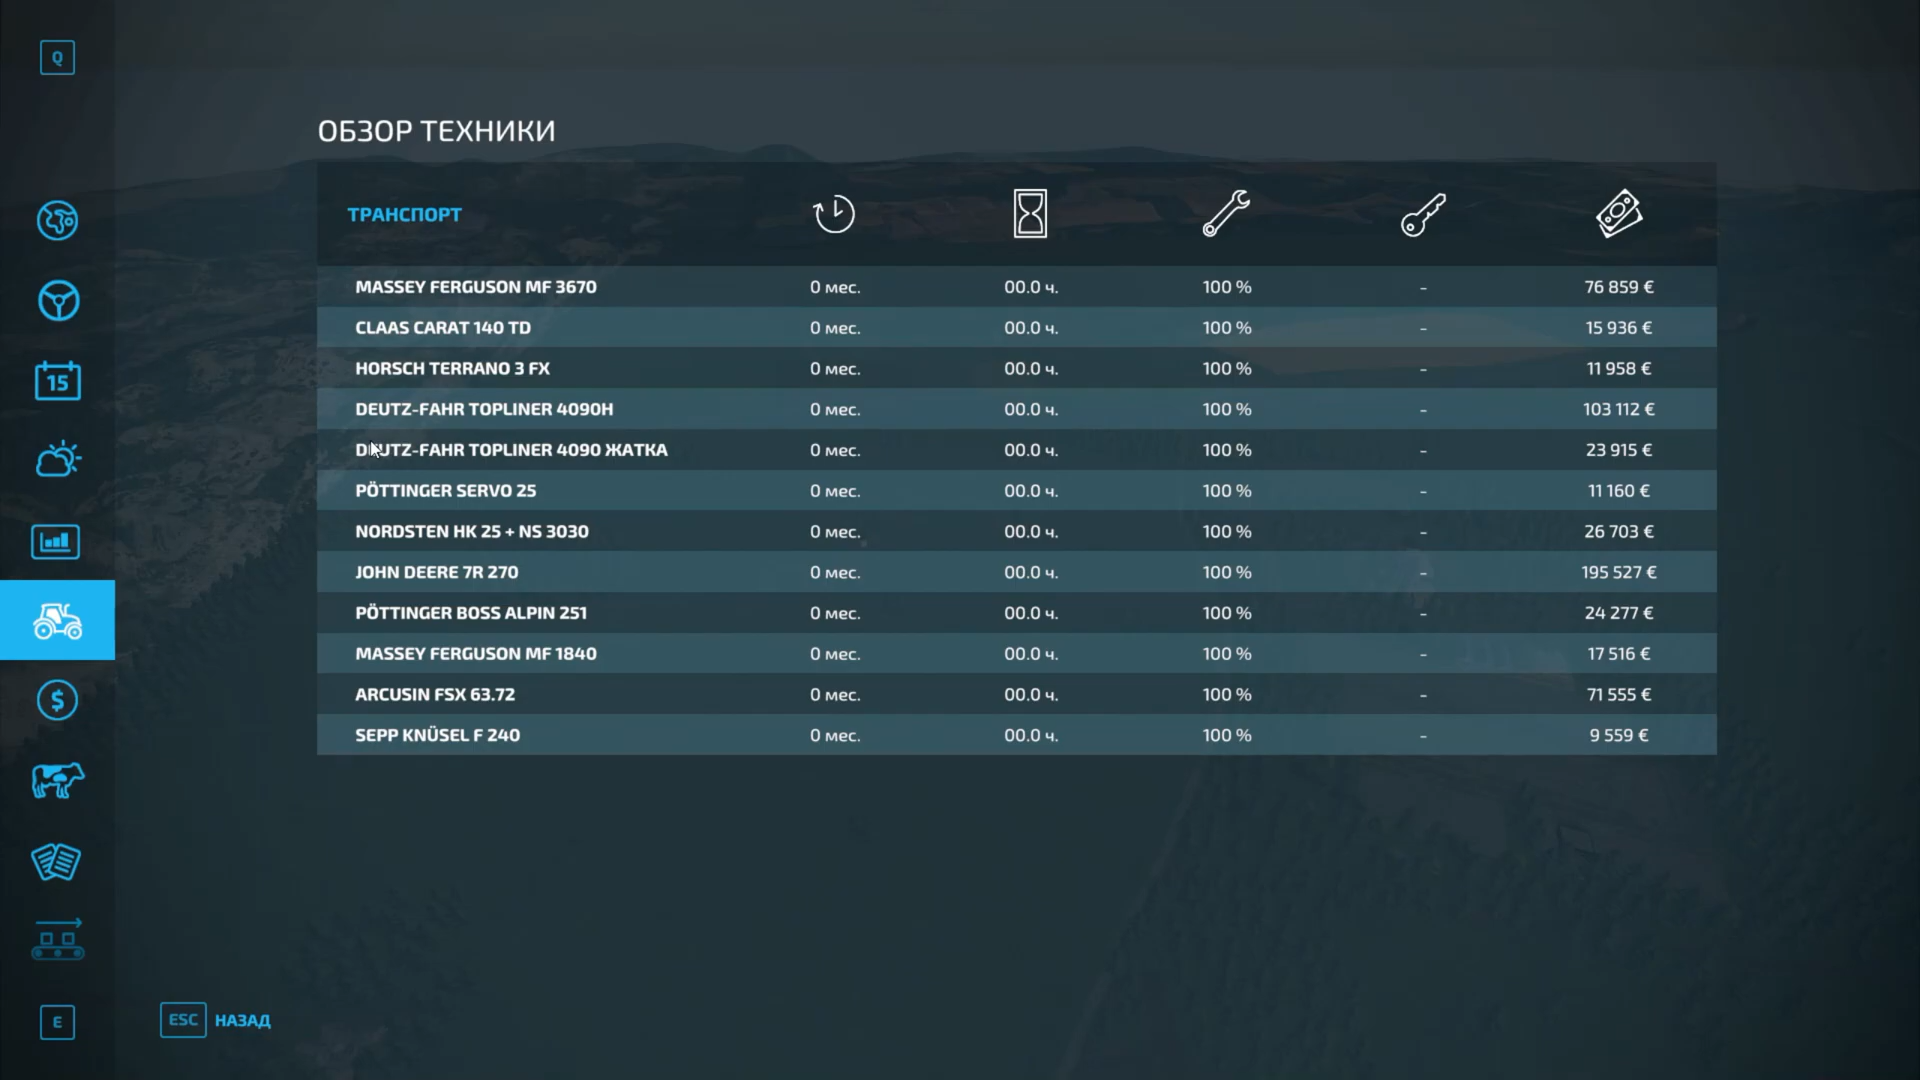 Q
ОБЗОР ТЕХНИКИ
ТРАНСПОРТ
MASSEY FERGUSON MF 3670 0 мес. 00.0 ч. 100 % - 76 859 €
CLAAS CARAT 140 TD 0 мес. 00.0 ч. 100 % - 15 936 €
HORSCH TERRANO 3 FX 0 мес. 00.0 ч. 100 % - 11 958 €
DEUTZ-FAHR TOPLINER 4090H 0 мес. 00.0 ч. 100 % - 103 112 €
DEUTZ-FAHR TOPLINER 4090 ЖАТКА 0 мес. 00.0 ч. 100 % - 23 915 €
PÖTTINGER SERVO 25 0 мес. 00.0 ч. 100 % - 11 160 €
NORDSTEN HK 25 + NS 3030 0 мес. 00.0 ч. 100 % - 26 703 €
JOHN DEERE 7R 270 0 мес. 00.0 ч. 100 % - 195 527 €
PÖTTINGER BOSS ALPIN 251 0 мес. 00.0 ч. 100 % - 24 277 €
MASSEY FERGUSON MF 1840 0 мес. 00.0 ч. 100 % - 17 516 €
ARCUSIN FSX 63.72 0 мес. 00.0 ч. 100 % - 71 555 €
SEPP KNÜSEL F 240 0 мес. 00.0 ч. 100 % - 9 559 €
15
$
E
ESC НАЗАД